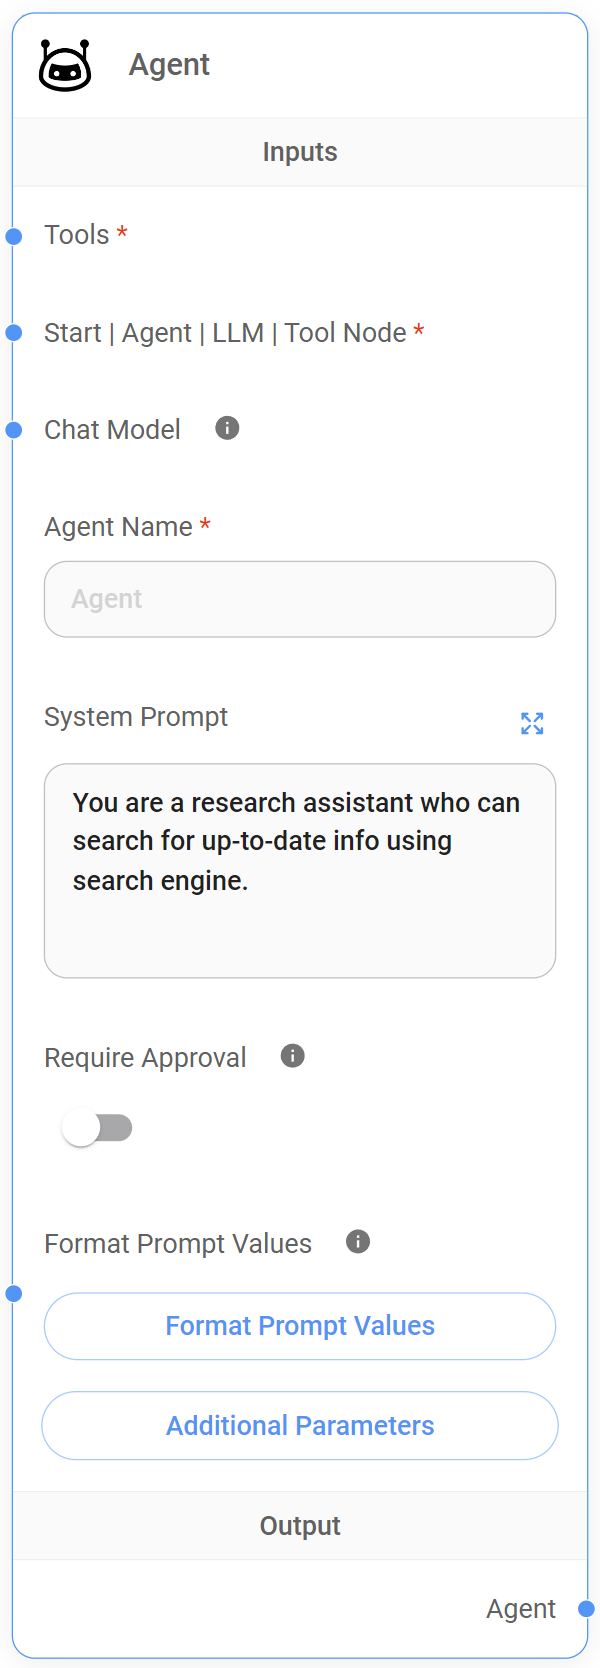 Agent
Inputs
Tools *
Start | Agent | LLM | Tool Node *
Chat Model
Agent Name *
Agent
System Prompt
You are a research assistant who can
search for up-to-date info using
search engine.
Require Approval
Format Prompt Values
Format Prompt Values
Additional Parameters
Output
Agent